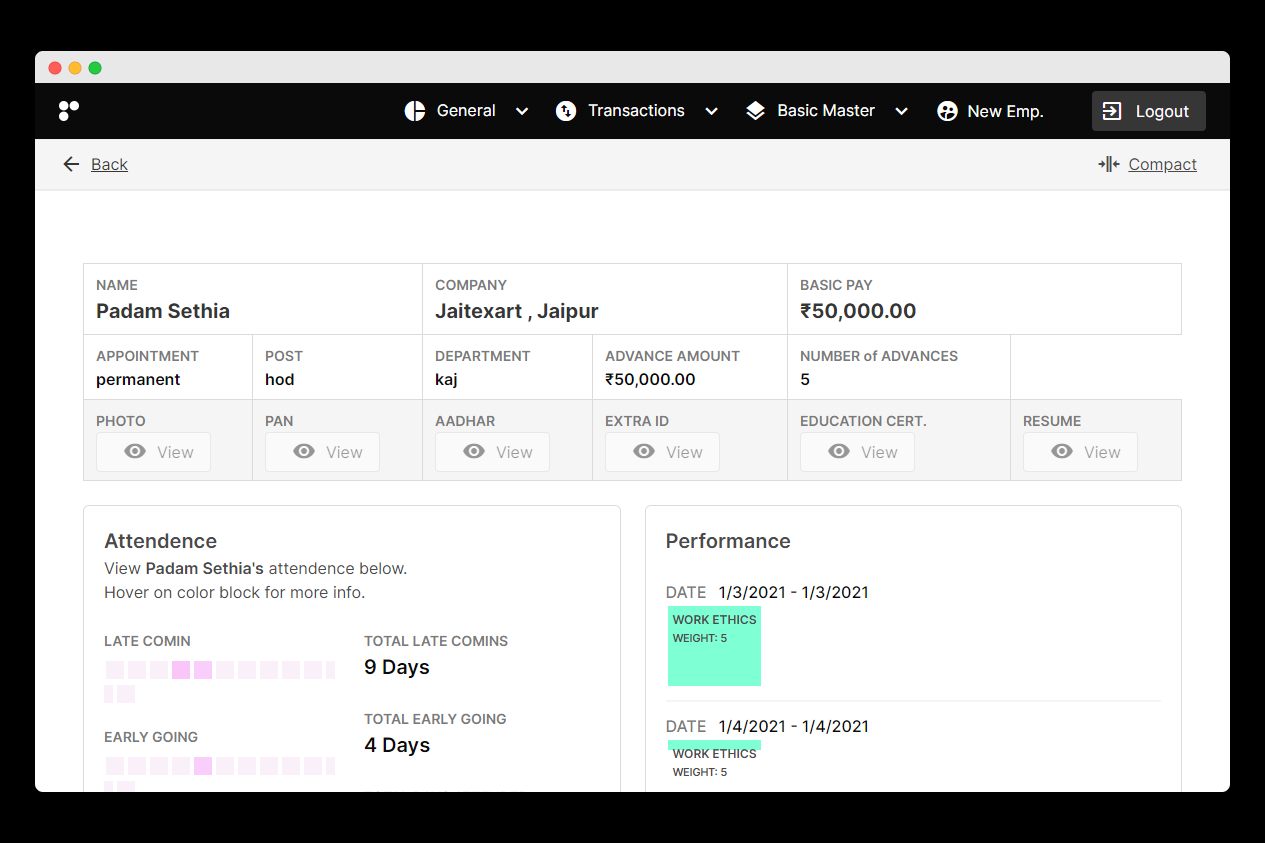 General Transactions Basic Master New Emp. Logout
Back Compact
NAME COMPANY BASIC PAY
Padam Sethia Jaitexart , Jaipur ₹50,000.00
APPOINTMENT POST DEPARTMENT ADVANCE AMOUNT NUMBER of ADVANCES
permanent hod kaj ₹50,000.00 5
PHOTO PAN AADHAR EXTRA ID EDUCATION CERT. RESUME
View View View View View View
Attendence
View Padam Sethia's attendence below.
Hover on color block for more info.
LATE COMIN
TOTAL LATE COMINS
9 Days
EARLY GOING
TOTAL EARLY GOING
4 Days
Performance
DATE 1/3/2021 - 1/3/2021
WORK ETHICS
WEIGHT: 5
DATE 1/4/2021 - 1/4/2021
WORK ETHICS
WEIGHT: 5